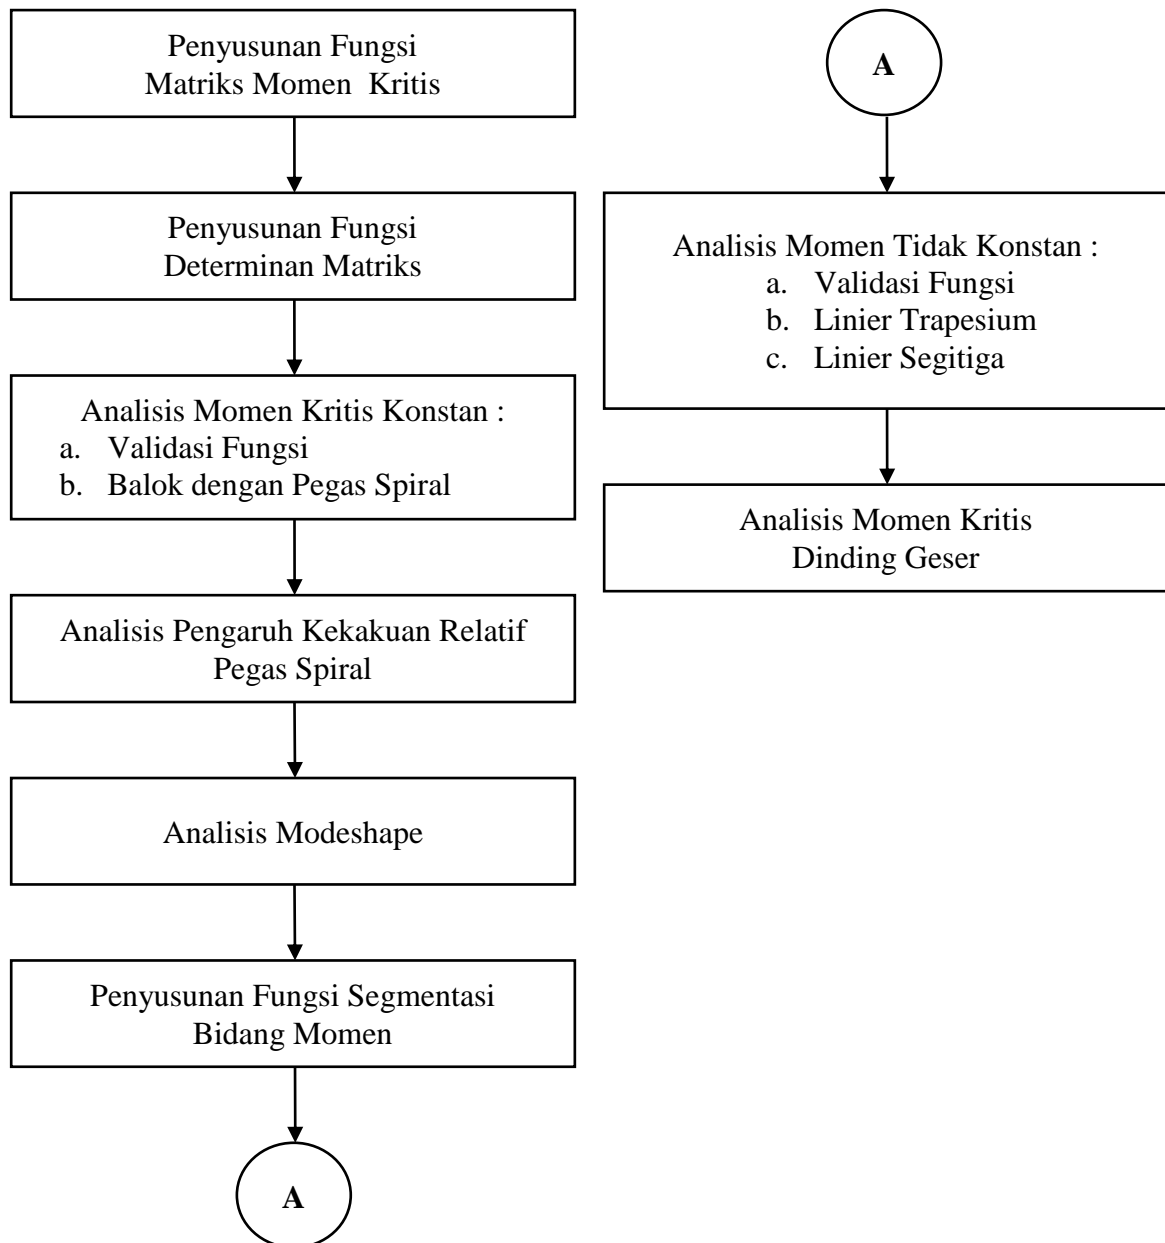 Penyusunan Fungsi
Matriks Momen Kritis
Penyusunan Fungsi
Determinan Matriks
Analisis Momen Kritis Konstan :
a. Validasi Fungsi
b. Balok dengan Pegas Spiral
Analisis Pengaruh Kekakuan Relatif
Pegas Spiral
Analisis Modeshape
Penyusunan Fungsi Segmentasi
Bidang Momen
A
A
Analisis Momen Tidak Konstan :
a. Validasi Fungsi
b. Linier Trapesium
c. Linier Segitiga
Analisis Momen Kritis
Dinding Geser